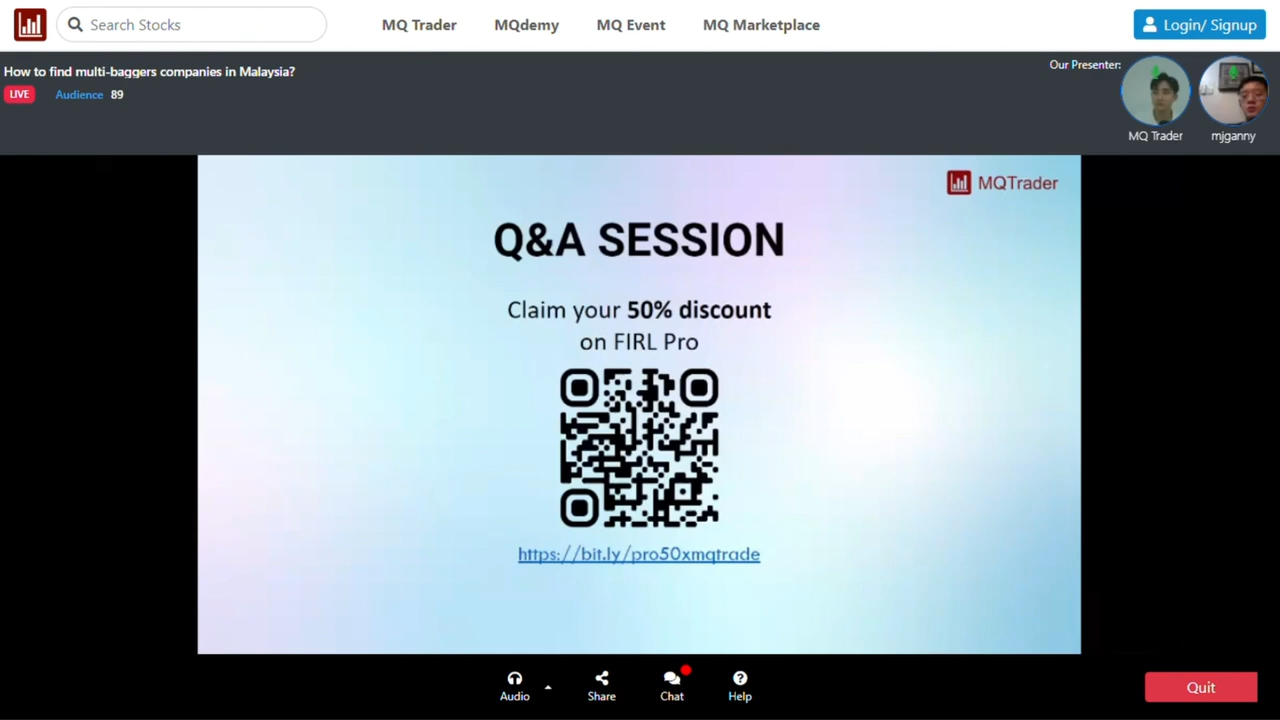 Search Stocks
MQ Trader
MQdemy
MQ Event
MQ Marketplace
Login/ Signup
How to find multi-baggers companies in Malaysia?
LIVE
Audience 89
Our Presenter:
MQ Trader
mjganny
MQTrader
Q&A SESSION
Claim your 50% discount
on FIRL Pro
https://bit.ly/pro50xmqtrade
Audio
Share
Chat
Help
Quit